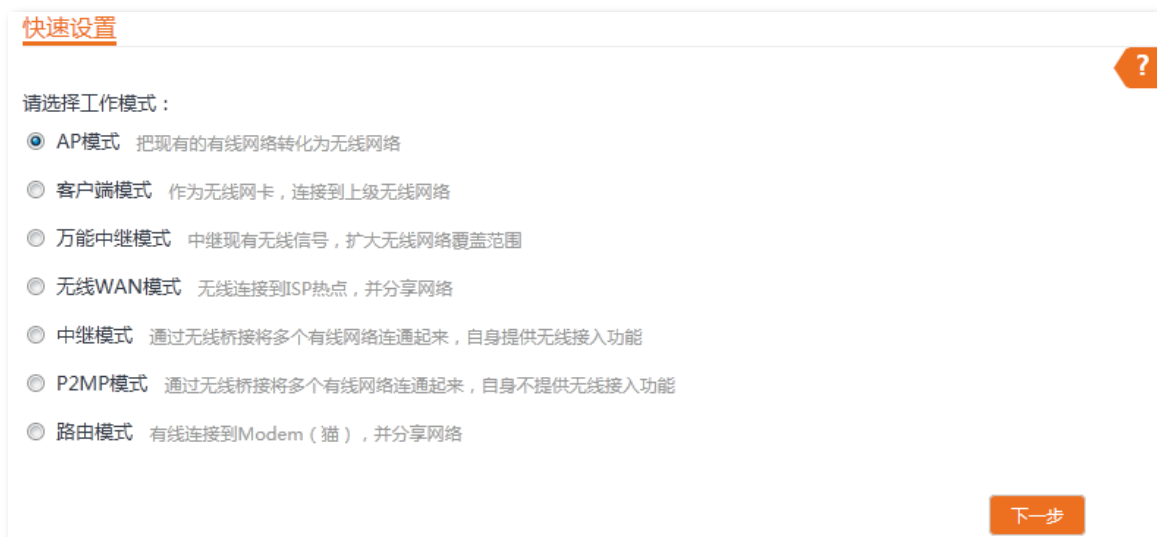 快速设置
?
请选择工作模式：
AP模式 把现有的有线网络转化为无线网络
客户端模式 作为无线网卡，连接到上级无线网络
万能中继模式 中继现有无线信号，扩大无线网络覆盖范围
无线WAN模式 无线连接到ISP热点，并分享网络
中继模式 通过无线桥接将多个有线网络连通起来，自身提供无线接入功能
P2MP模式 通过无线桥接将多个有线网络连通起来，自身不提供无线接入功能
路由模式 有线连接到Modem（猫），并分享网络
下一步